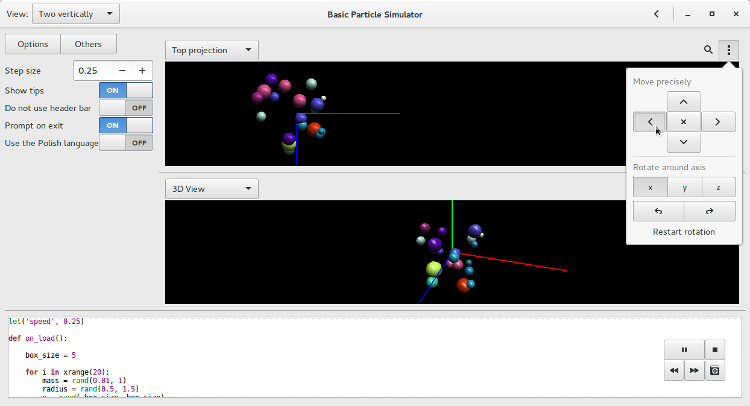 View: Two vertically
Basic Particle Simulator
Options Others
Step size 0.25
Show tips ON
Do not use header bar OFF
Prompt on exit ON
Use the Polish language OFF
Top projection
Move precisely
Rotate around axis
x y z
Restart rotation
3D View
let('speed', 0.25)
def on_load():
box_size = 5
for i in xrange(20):
mass = rand(0.01, 1)
radius = rand(0.5, 1.5)